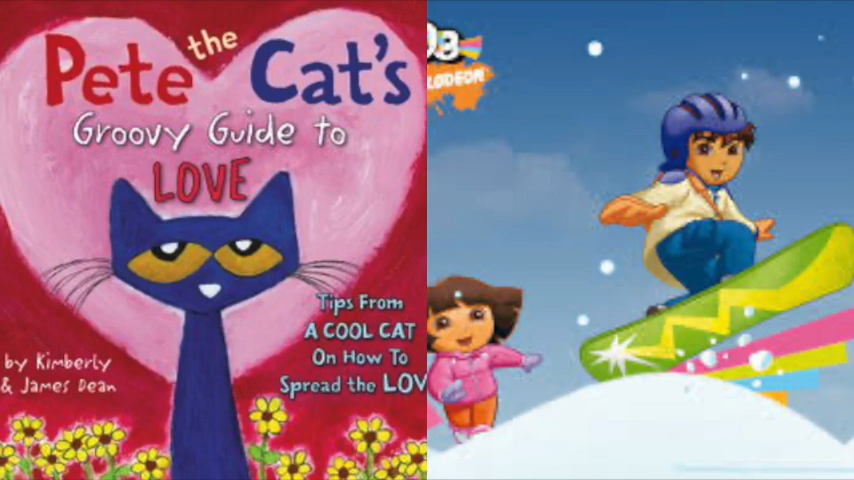 Pete the Cat's
Groovy Guide to
LOVE
Tips From
A COOL CAT
On How To
Spread the LOV
by Kimberly
& James Dean
LODEON